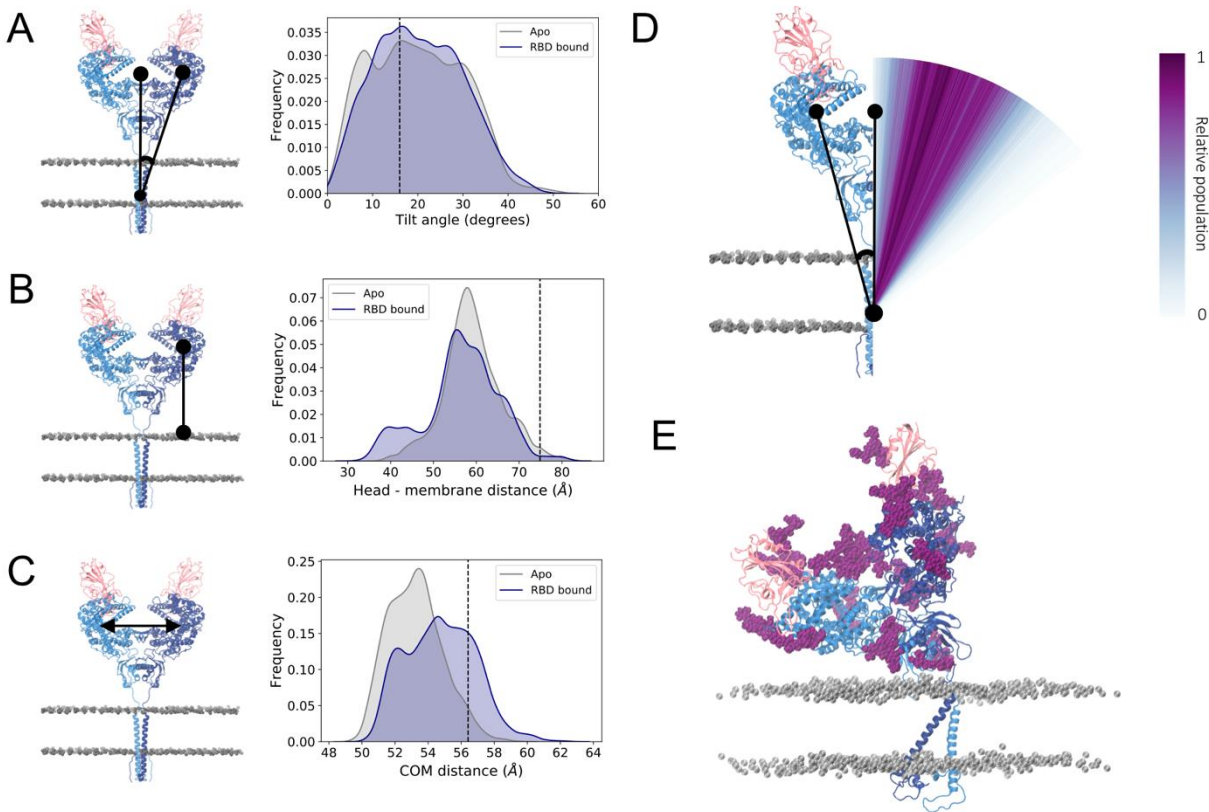 A
Frequency
0.035
0.030
0.025
0.020
0.015
0.010
0.005
0.000
Apo
RBD bound
0 10 20 30 40 50 60
Tilt angle (degrees)
B
Frequency
0.07
0.06
0.05
0.04
0.03
0.02
0.01
0.00
Apo
RBD bound
30 40 50 60 70 80
Head - membrane distance (Å)
C
Frequency
0.25
0.20
0.15
0.10
0.05
0.00
Apo
RBD bound
48 50 52 54 56 58 60 62 64
COM distance (Å)
D
1
Relative population
0
E